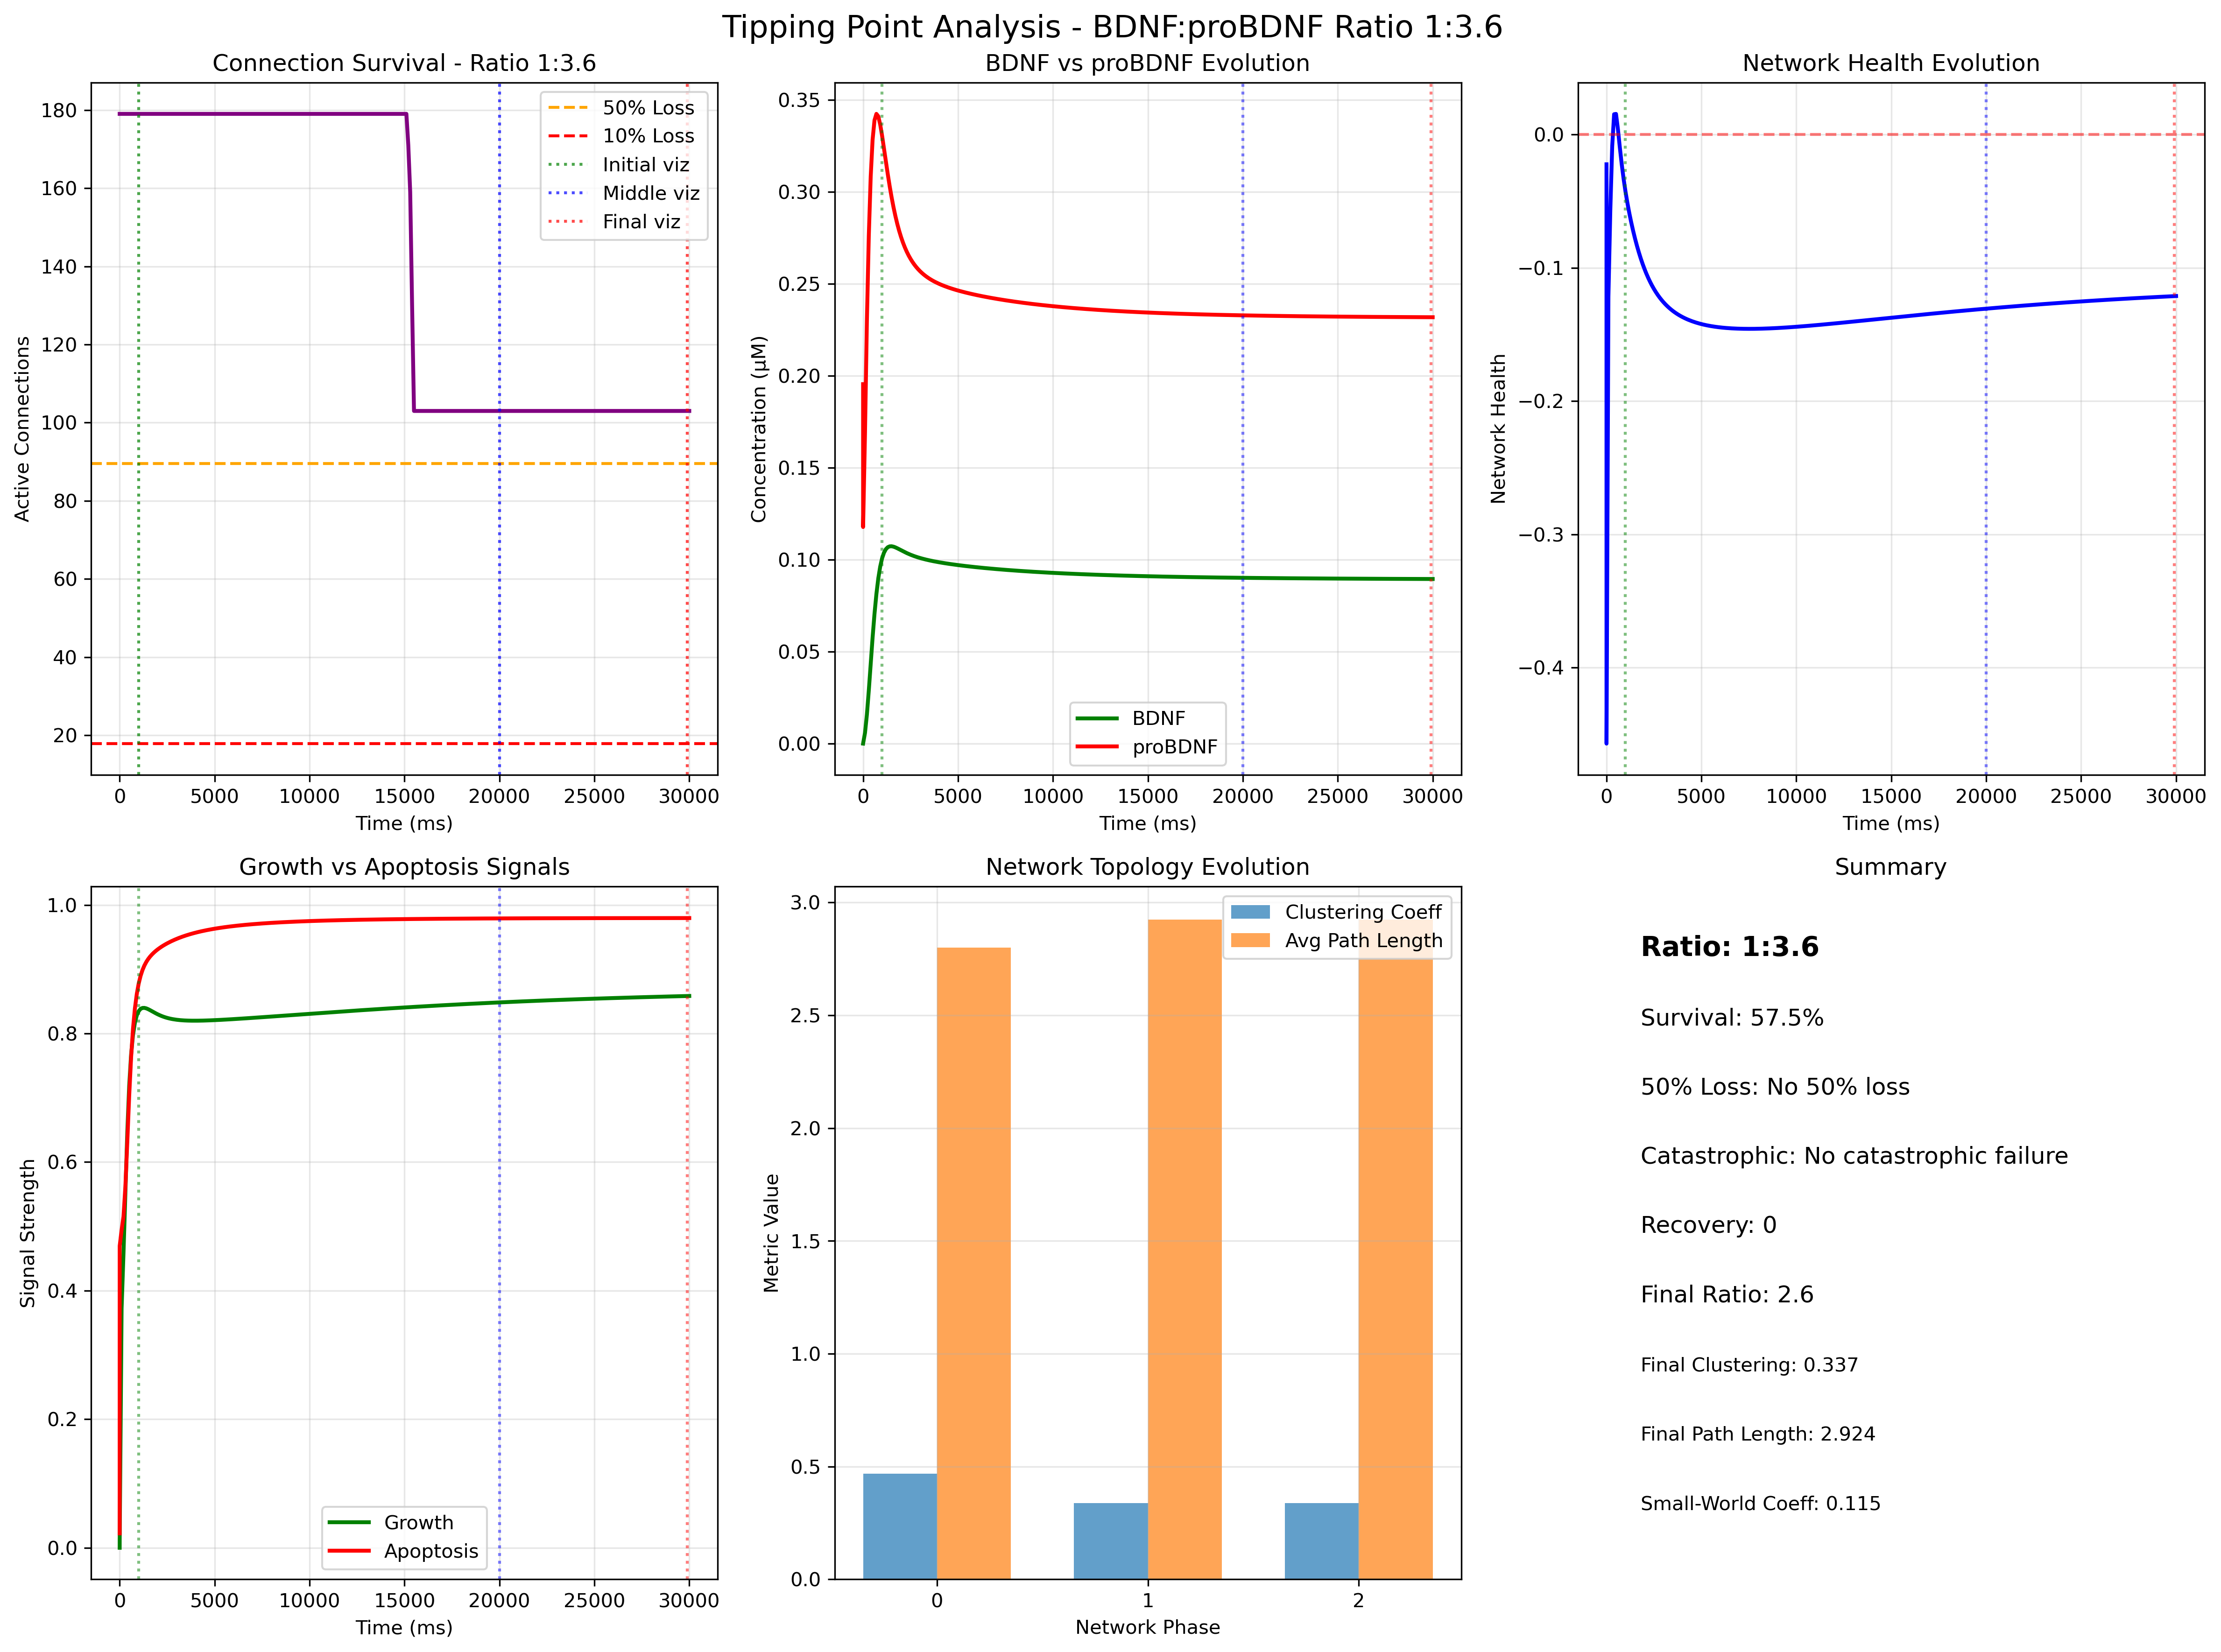 Tipping Point Analysis - BDNF:proBDNF Ratio 1:3.6
Connection Survival - Ratio 1:3.6
Active Connections
180
160
140
120
100
80
60
40
20
50% Loss
10% Loss
Initial viz
Middle viz
Final viz
0 5000 10000 15000 20000 25000 30000
Time (ms)
BDNF vs proBDNF Evolution
Concentration (μM)
0.35
0.30
0.25
0.20
0.15
0.10
0.05
0.00
BDNF
proBDNF
0 5000 10000 15000 20000 25000 30000
Time (ms)
Network Health Evolution
Network Health
0.0
−0.1
−0.2
−0.3
−0.4
0 5000 10000 15000 20000 25000 30000
Time (ms)
Growth vs Apoptosis Signals
Signal Strength
1.0
0.8
0.6
0.4
0.2
0.0
Growth
Apoptosis
0 5000 10000 15000 20000 25000 30000
Time (ms)
Network Topology Evolution
Metric Value
3.0
2.5
2.0
1.5
1.0
0.5
0.0
Clustering Coeff
Avg Path Length
0 1 2
Network Phase
Summary
Ratio: 1:3.6
Survival: 57.5%
50% Loss: No 50% loss
Catastrophic: No catastrophic failure
Recovery: 0
Final Ratio: 2.6
Final Clustering: 0.337
Final Path Length: 2.924
Small-World Coeff: 0.115